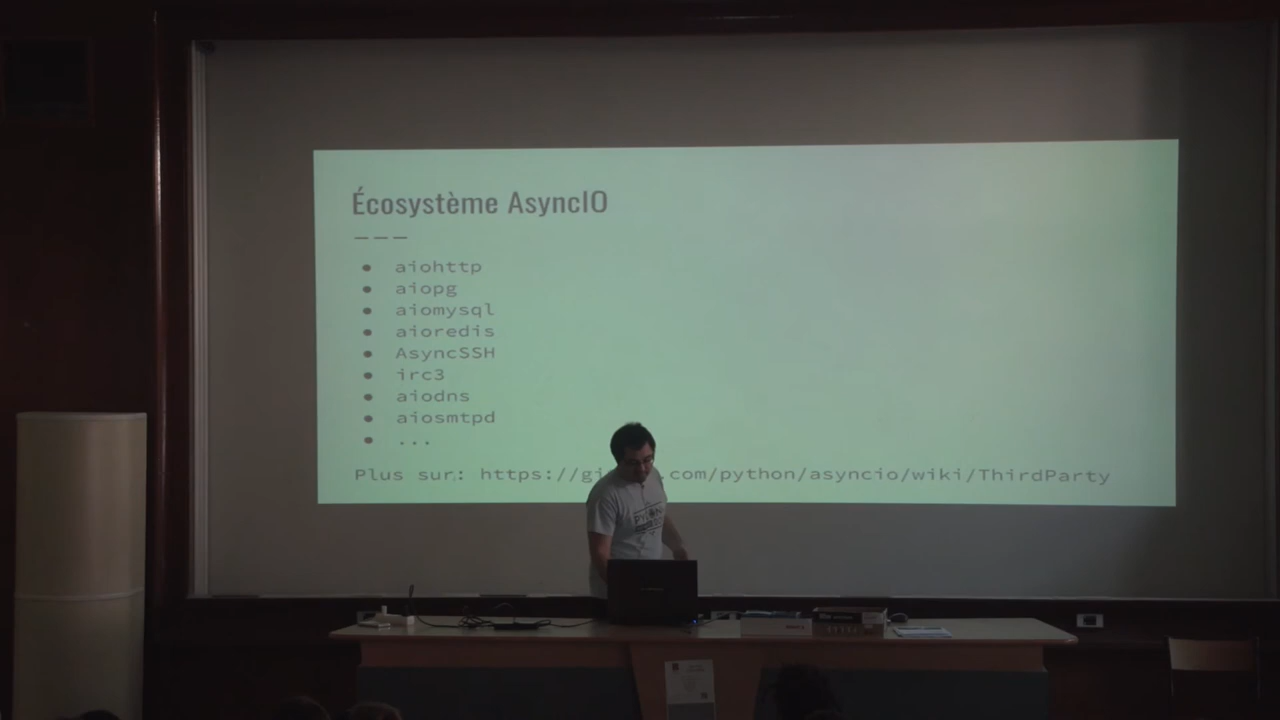 Écosystème AsyncIO
---
● aiohttp
● aiopg
● aiomysql
● aioredis
● AsyncSSH
● irc3
● aiodns
● aiosmtpd
● ...
Plus sur: https://gi .com/python/asyncio/wiki/ThirdParty